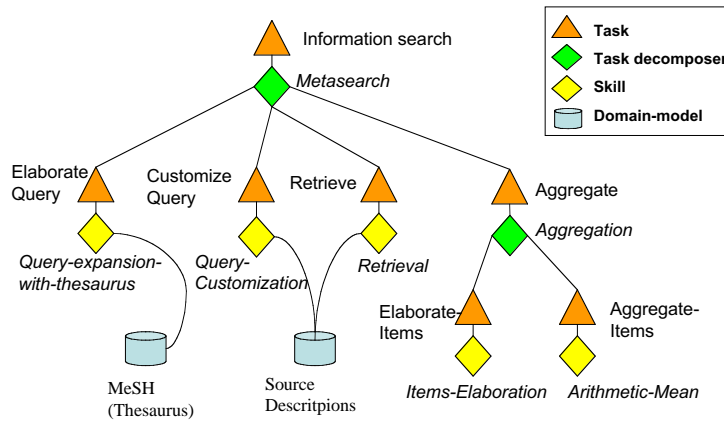 Information search
Metasearch
Task
Task decomposer
Skill
Domain-model
Elaborate
Query
Customize
Query
Retrieve
Aggregate
Query-expansion-
with-thesaurus
Query-
Customization
Retrieval
Aggregation
Elaborate-
Items
Aggregate-
Items
MeSH
(Thesaurus)
Source
Descritpions
Items-Elaboration
Arithmetic-Mean